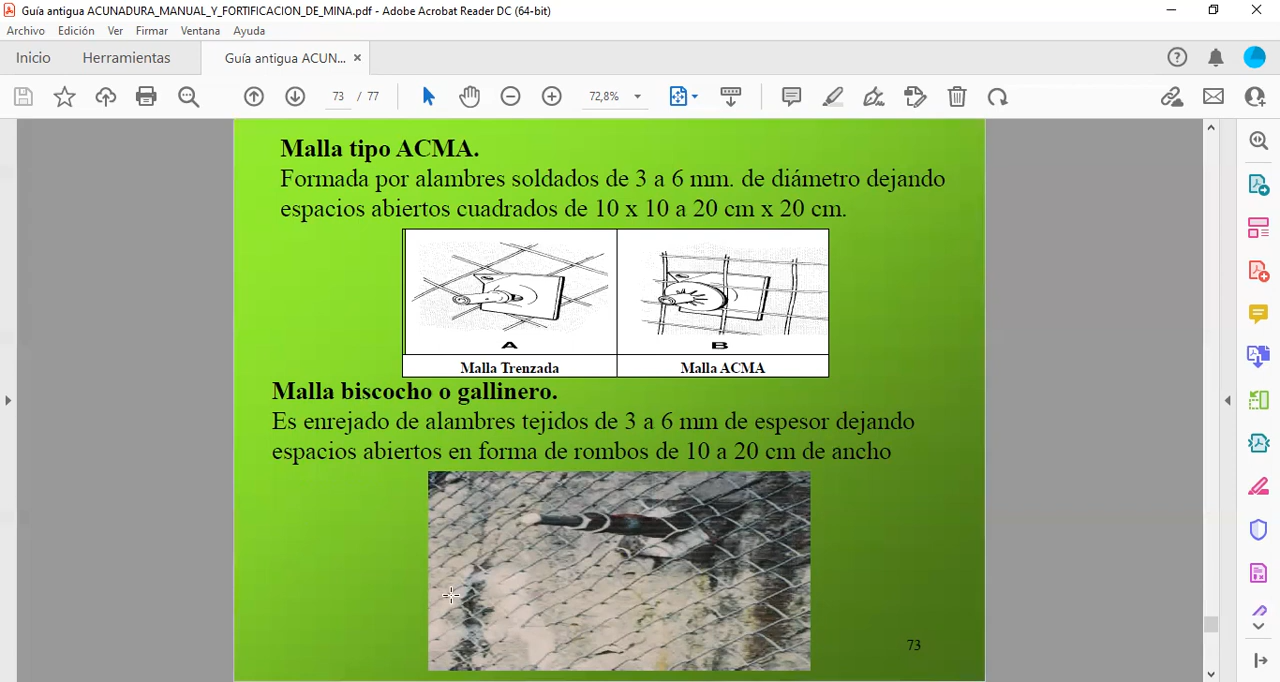 Guía antigua ACUNADURA_MANUAL_Y_FORTIFICACION_DE_MINA.pdf - Adobe Acrobat Reader DC (64-bit)
Archivo Edición Ver Firmar Ventana Ayuda
Inicio Herramientas Guía antigua ACUN... ×
73 / 77 72,8%
Malla tipo ACMA.
Formada por alambres soldados de 3 a 6 mm. de diámetro dejando
espacios abiertos cuadrados de 10 x 10 a 20 cm x 20 cm.
A B
Malla Trenzada Malla ACMA
Malla biscocho o gallinero.
Es enrejado de alambres tejidos de 3 a 6 mm de espesor dejando
espacios abiertos en forma de rombos de 10 a 20 cm de ancho
73